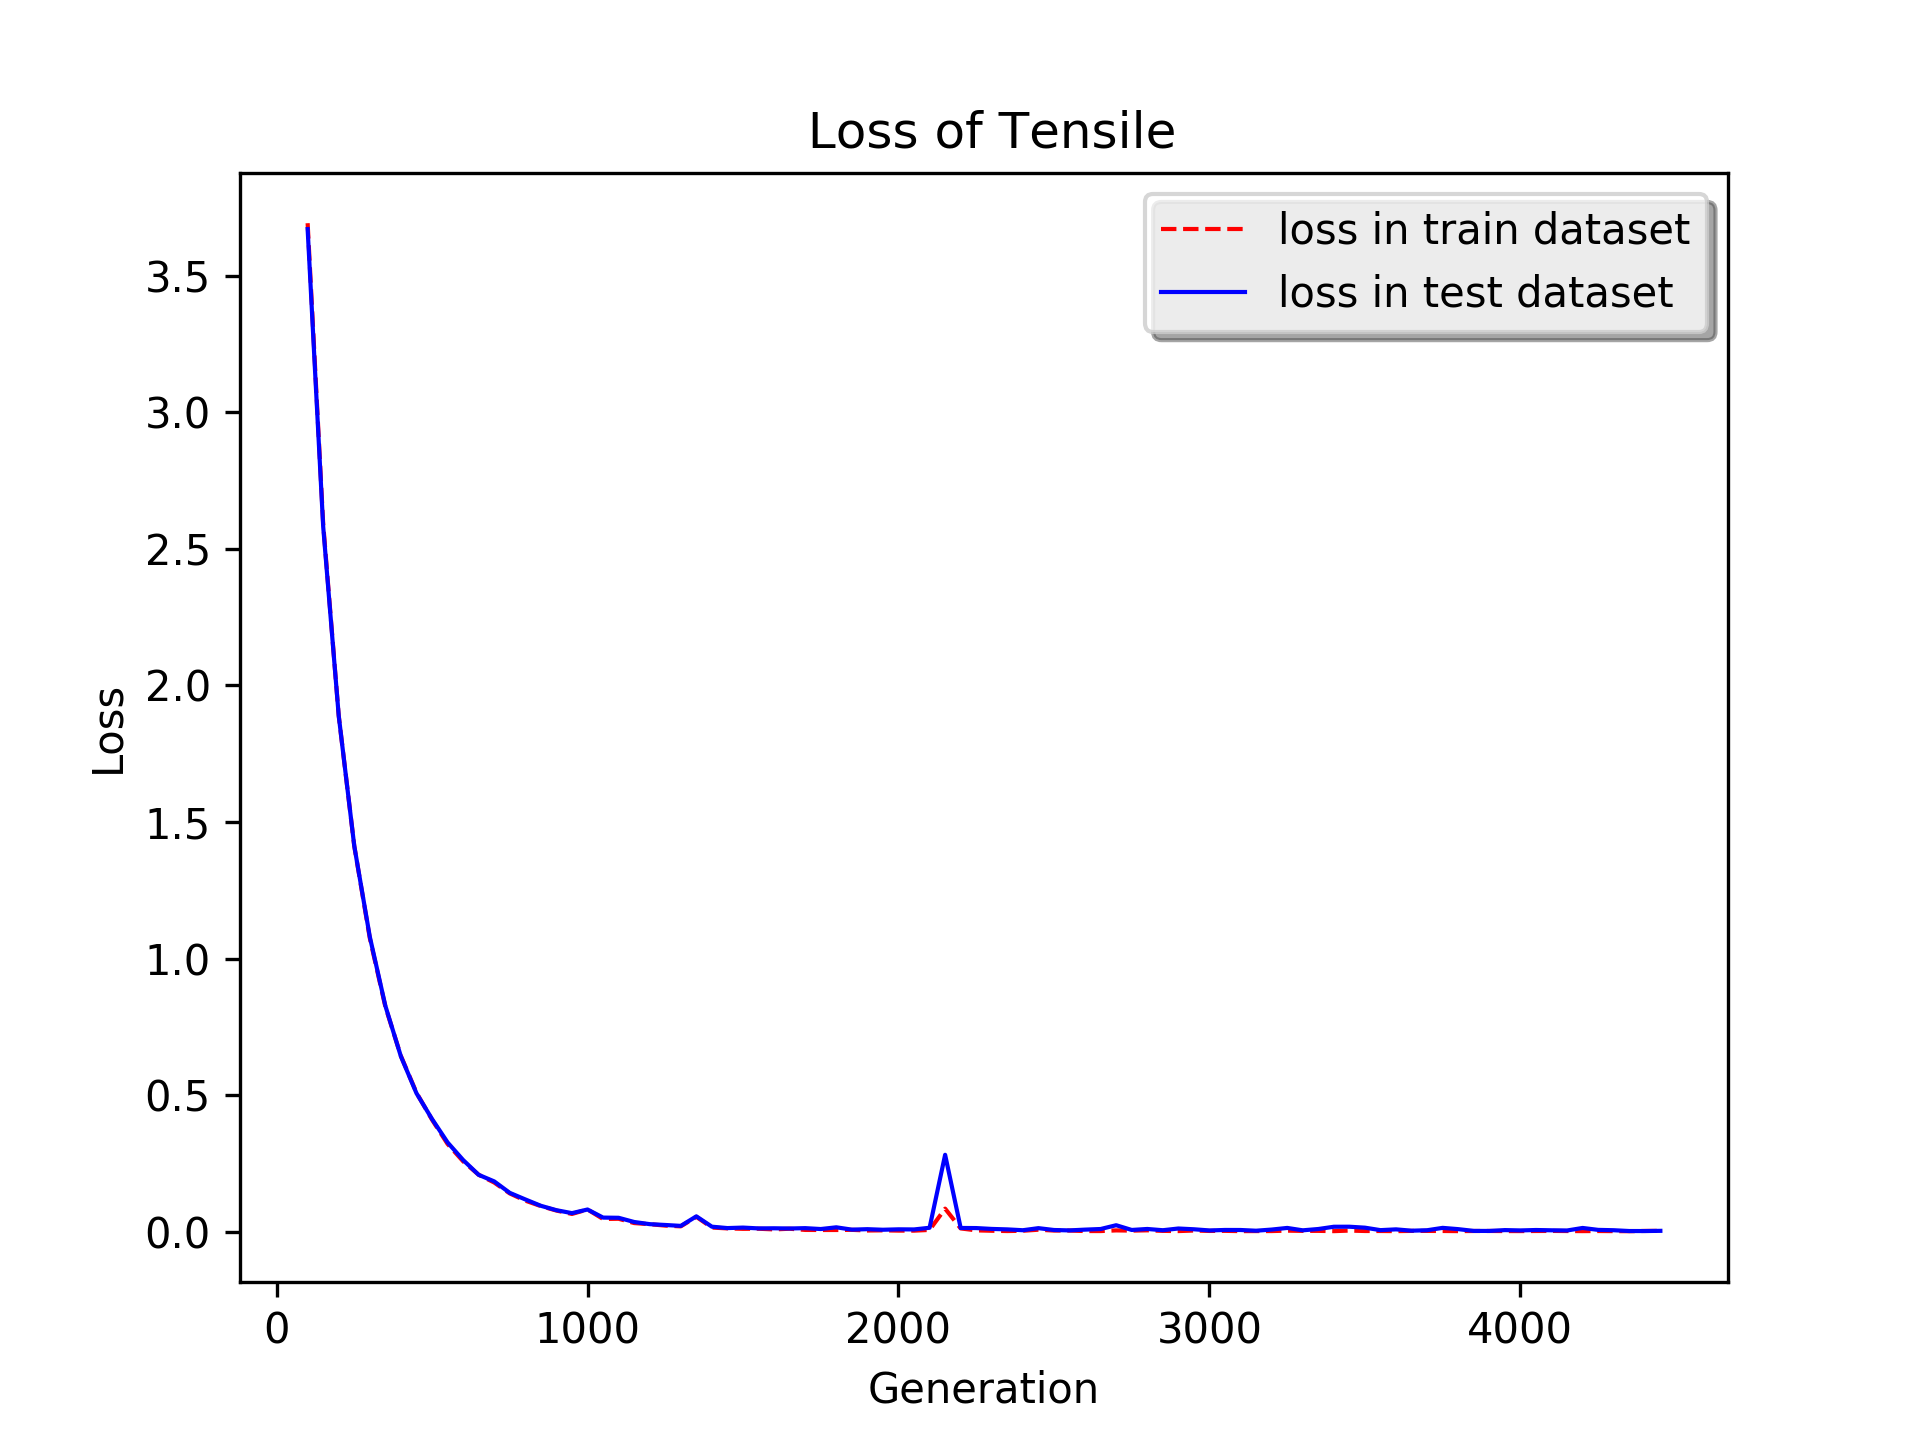 Loss of Tensile
loss in train dataset
loss in test dataset
3.5
3.0
2.5
2.0
1.5
1.0
0.5
0.0
Loss
0 1000 2000 3000 4000
Generation